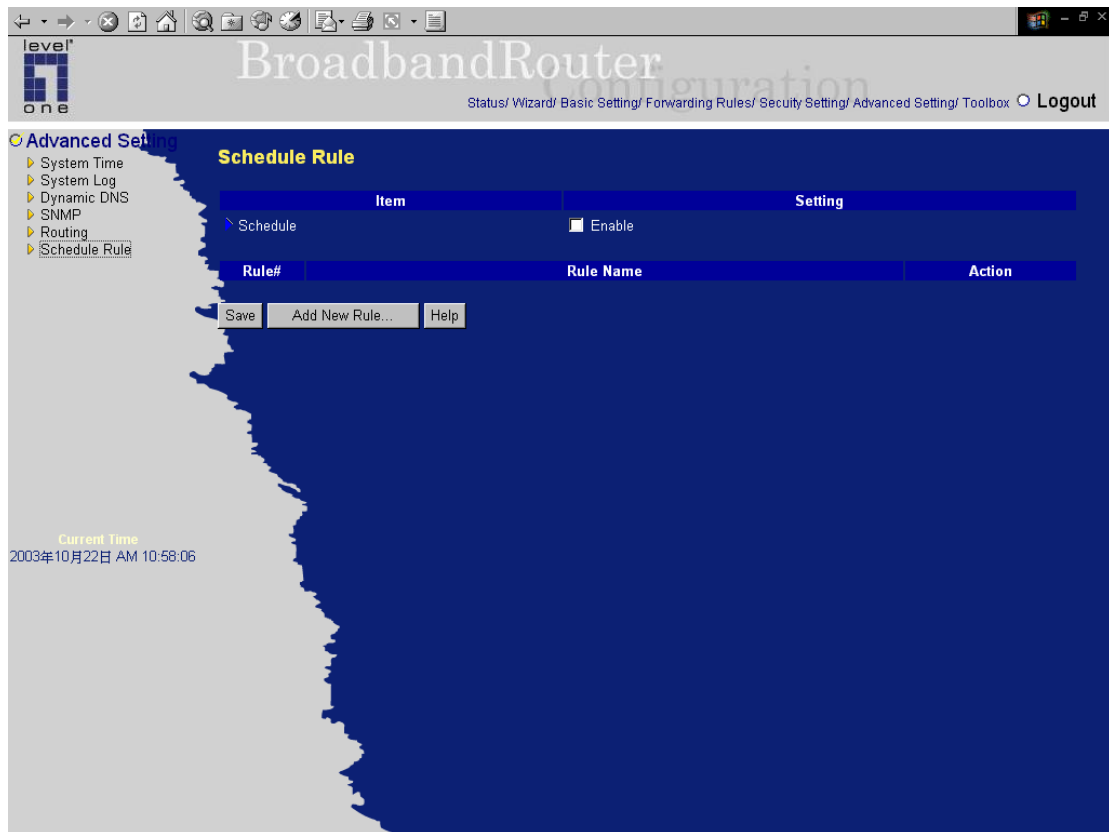 level
one
BroadbandRouter
Configuration
Status/ Wizard/ Basic Setting/ Forwarding Rules/ Secuity Setting/ Advanced Setting/ Toolbox
Logout
Advanced Setting
System Time
System Log
Dynamic DNS
SNMP
Routing
Schedule Rule
Current Time
2003年10月22日 AM 10:58:06
Schedule Rule
Item Setting
Schedule Enable
Rule# Rule Name Action
Save Add New Rule... Help